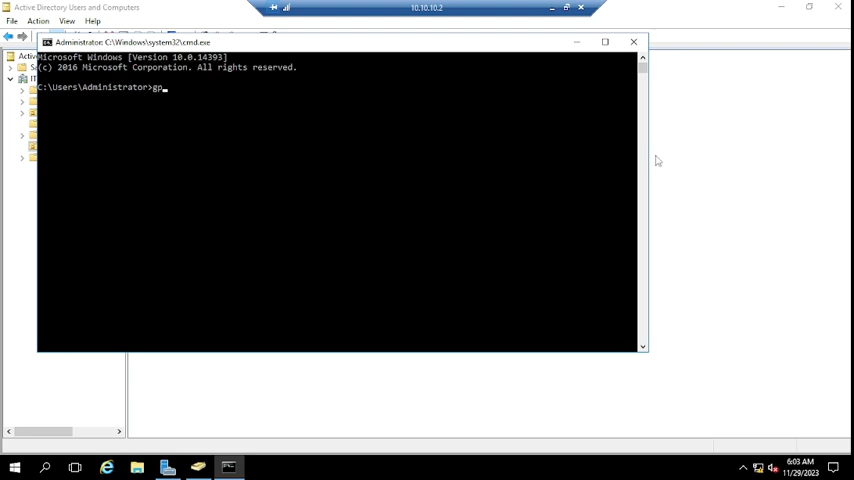 Active Directory Users and Computers
10.10.10.2
File Action View Help
Administrator: C:\Windows\system32\cmd.exe
Microsoft Windows [Version 10.0.14393]
(c) 2016 Microsoft Corporation. All rights reserved.
C:\Users\Administrator>gp
Activ
IT
6:03 AM
11/29/2023